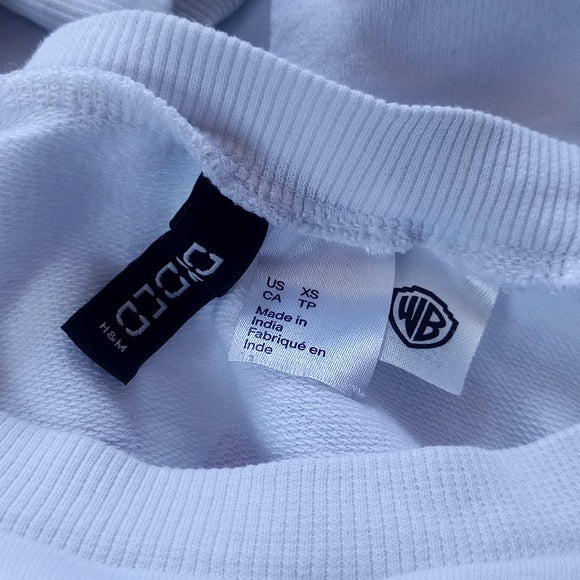 H&M
US XS
CA TP
Made in
India
Fabriqué en
Inde
WB